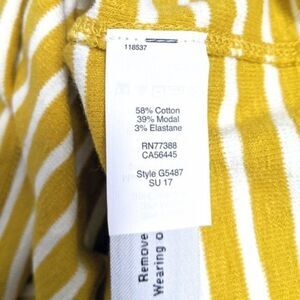 118537
58% Cotton
39% Modal
3% Elastane
RN77388
CA56445
Style G5487
SU 17
Remove
Wearing o